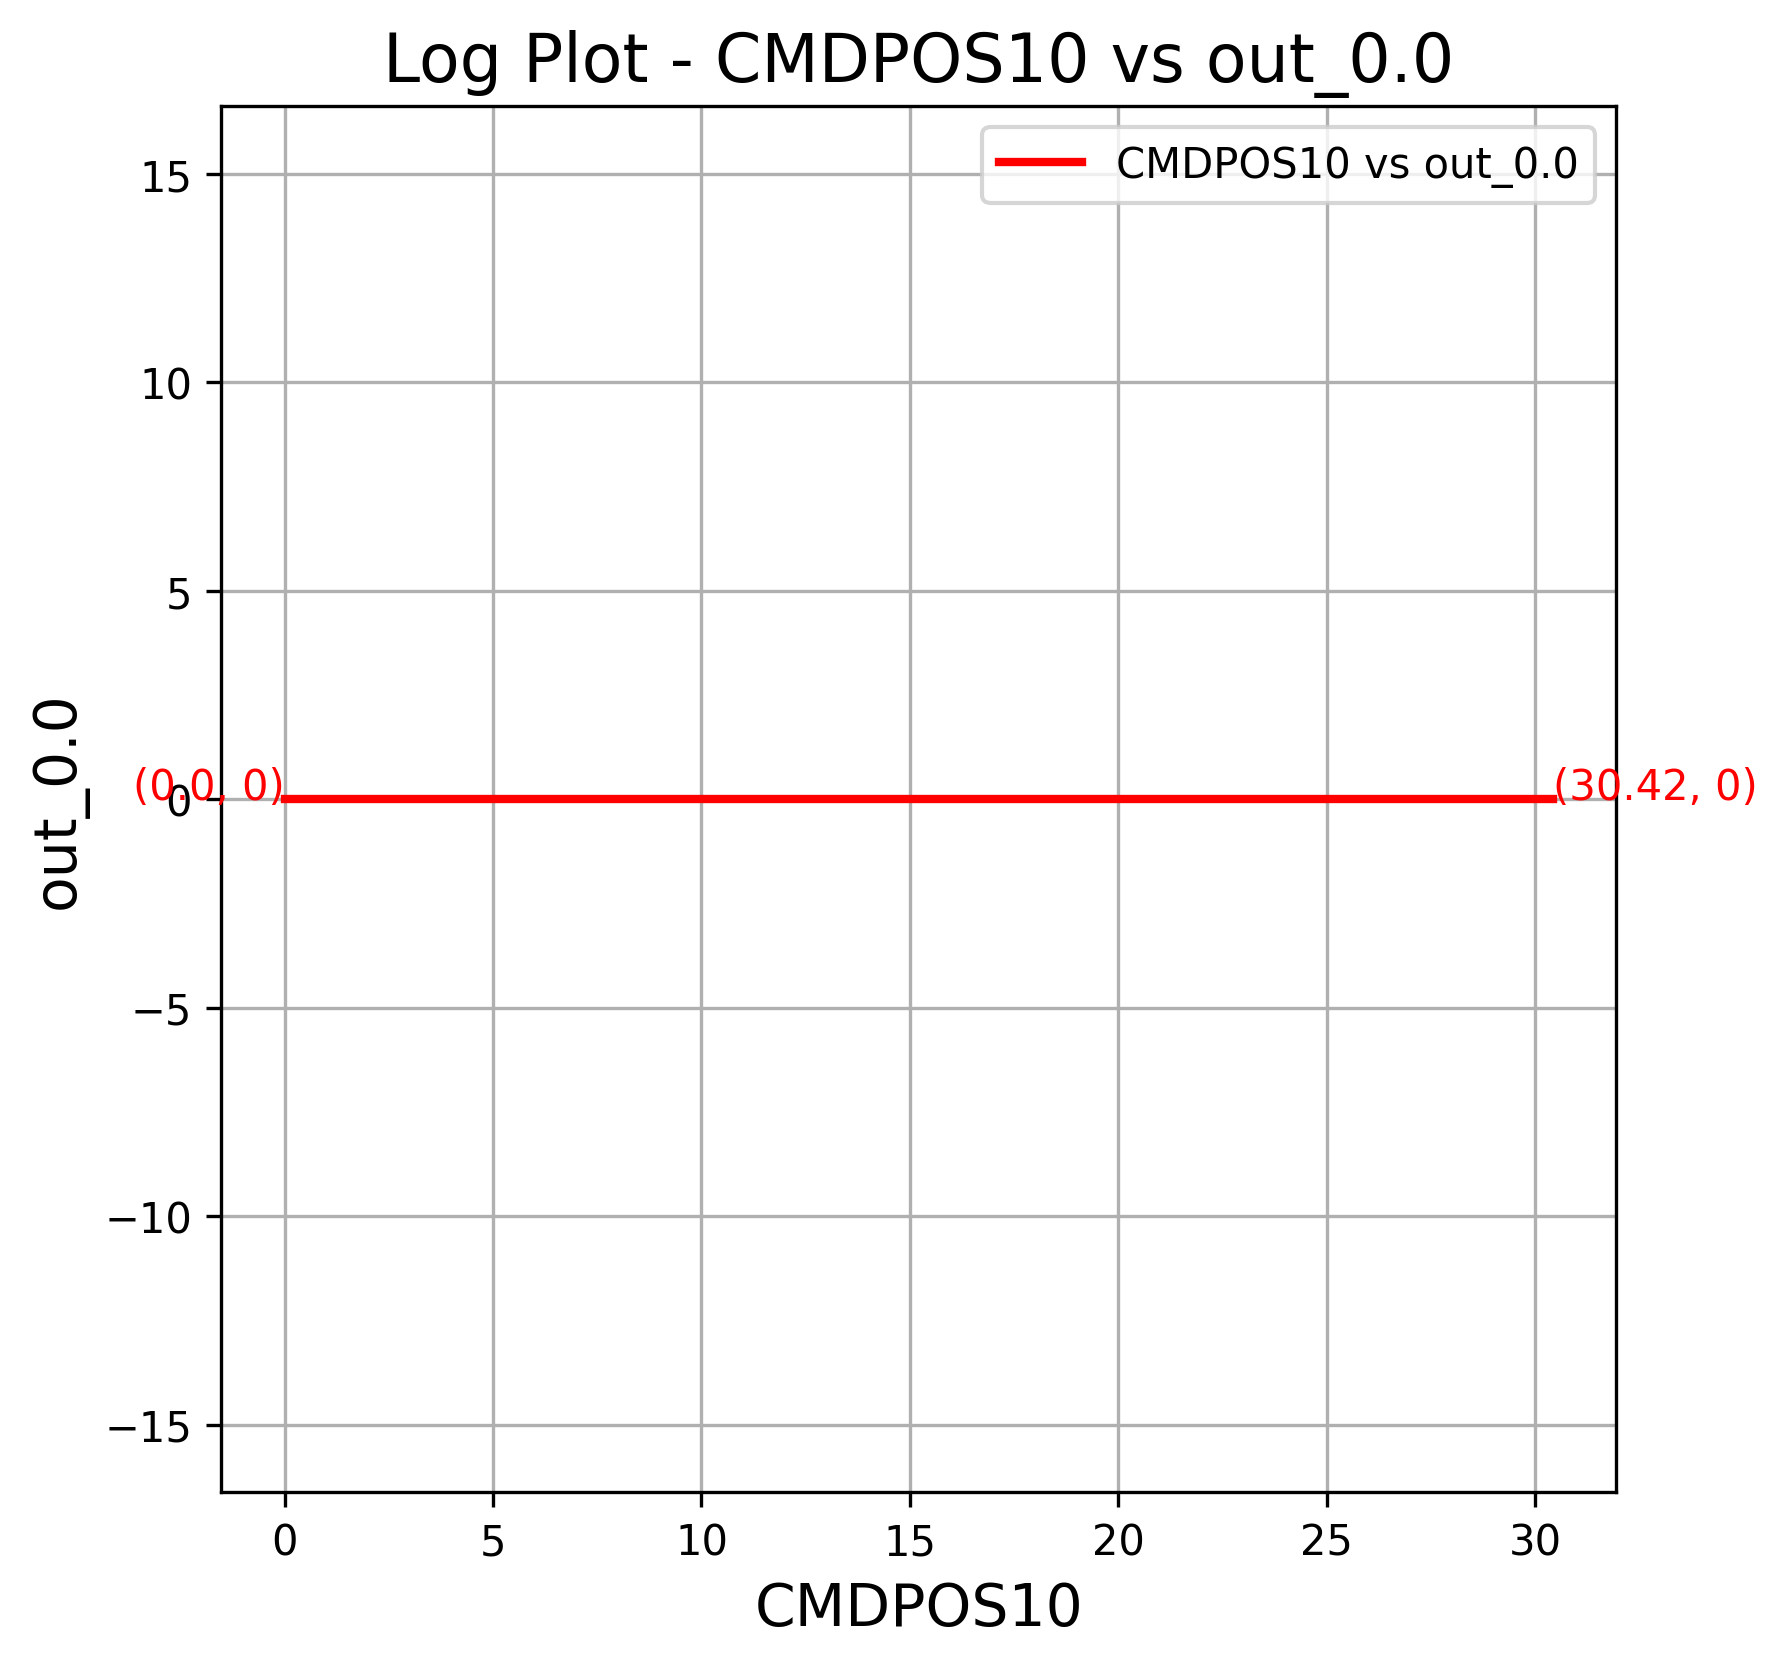 Log Plot - CMDPOS10 vs out_0.0
CMDPOS10 vs out_0.0
15
10
5
0
−5
−10
−15
out_0.0
(0.0, 0)
(30.42, 0)
0 5 10 15 20 25 30
CMDPOS10